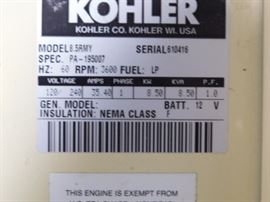 KOHLER
KOHLER CO. KOHLER WI. USA
MODEL 8.5RMY SERIAL 610416
SPEC. PA-195007
HZ: 60 RPM: 3600 FUEL: LP
VOLTAGE AMPS PHASE KW KVA P.F.
120/ 240 35.40 1 8.50 8.50 1.0
GEN. MODEL: BATT. 12 V
INSULATION: NEMA CLASS F
THIS ENGINE IS EXEMPT FROM